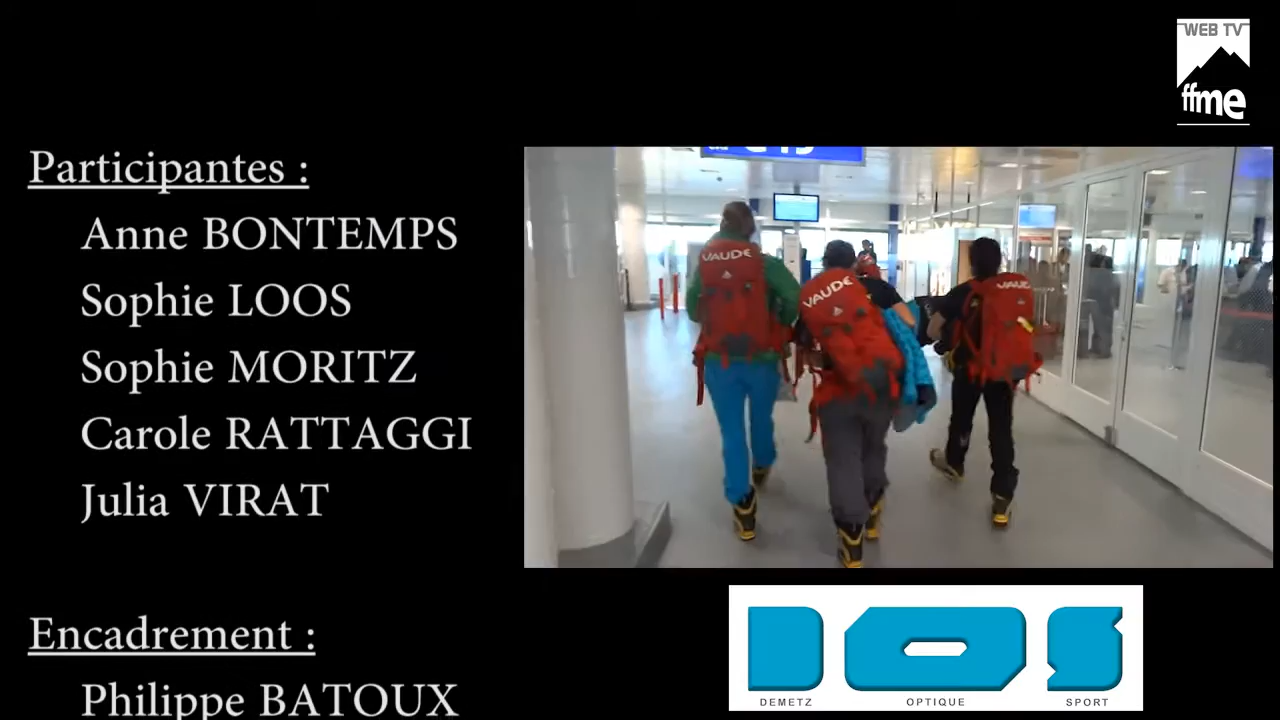 WEB TV
ffme
Participantes :
Anne BONTEMPS
Sophie LOOS
Sophie MORITZ
Carole RATTAGGI
Julia VIRAT
Encadrement :
Philippe BATOUX
VAUDE
VAUDE
DOS
DEMETZ OPTIQUE SPORT